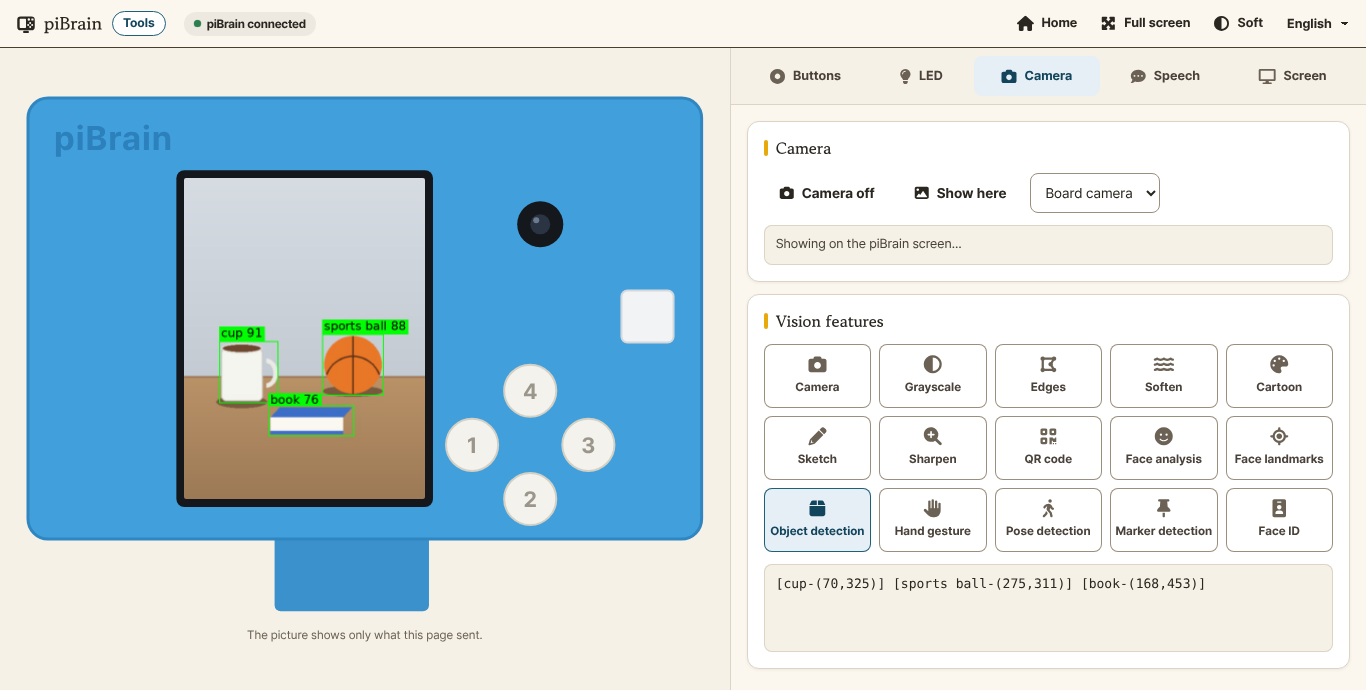 piBrain
Tools
piBrain connected
Home
Full screen
Soft
English
piBrain
cup 91
sports ball 88
book 76
4
1
3
2
The picture shows only what this page sent.
Buttons
LED
Camera
Speech
Screen
Camera
Camera off
Show here
Board camera
Showing on the piBrain screen...
Vision features
Camera
Grayscale
Edges
Soften
Cartoon
Sketch
Sharpen
QR code
Face analysis
Face landmarks
Object detection
Hand gesture
Pose detection
Marker detection
Face ID
[cup-(70,325)] [sports ball-(275,311)] [book-(168,453)]